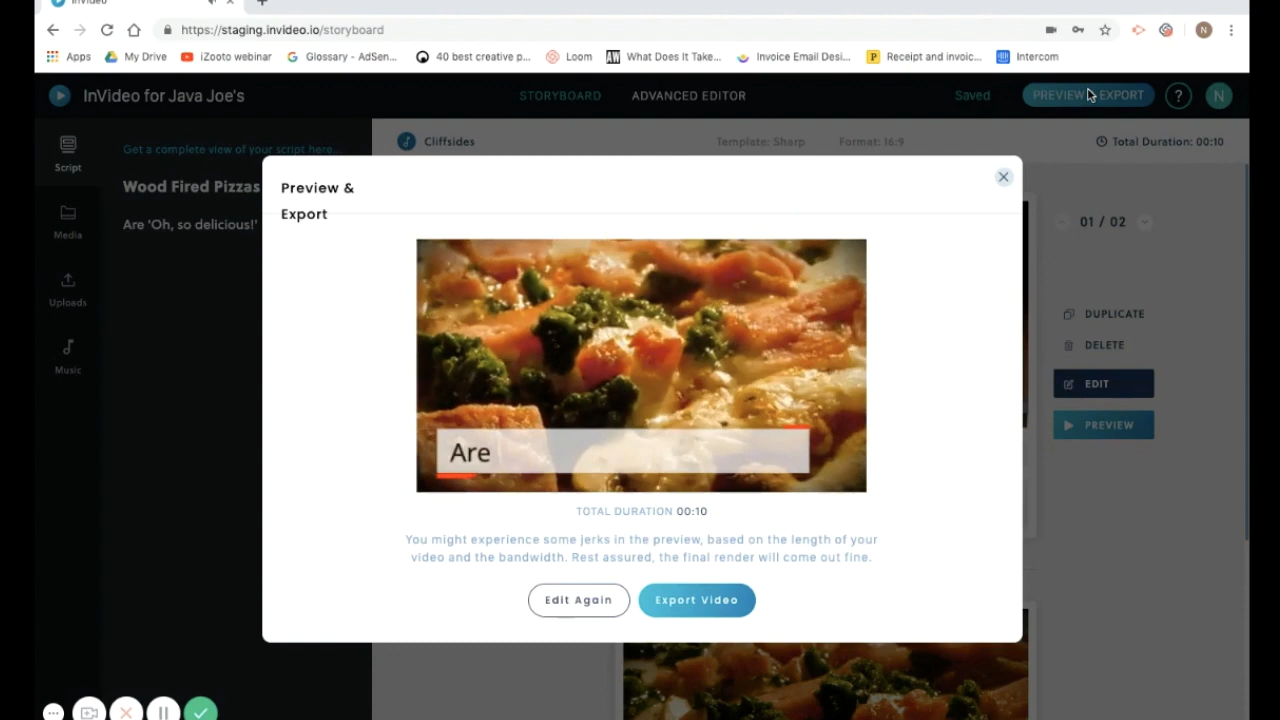 InVideo
https://staging.invideo.io/storyboard
N
Apps My Drive iZooto webinar Glossary - AdSen... 40 best creative p... Loom What Does It Take... Invoice Email Desi... Receipt and invoic... Intercom
InVideo for Java Joe's STORYBOARD ADVANCED EDITOR Saved PREVIEW & EXPORT ? N
Script
Media
Uploads
Music
Get a complete view of your script here...
Wood Fired Pizzas
Are 'Oh, so delicious!'
Cliffsides Template: Sharp Format: 16:9 Total Duration: 00:10
Preview &
Export
Are
TOTAL DURATION 00:10
You might experience some jerks in the preview, based on the length of your
video and the bandwidth. Rest assured, the final render will come out fine.
Edit Again Export Video
01 / 02
DUPLICATE
DELETE
EDIT
PREVIEW